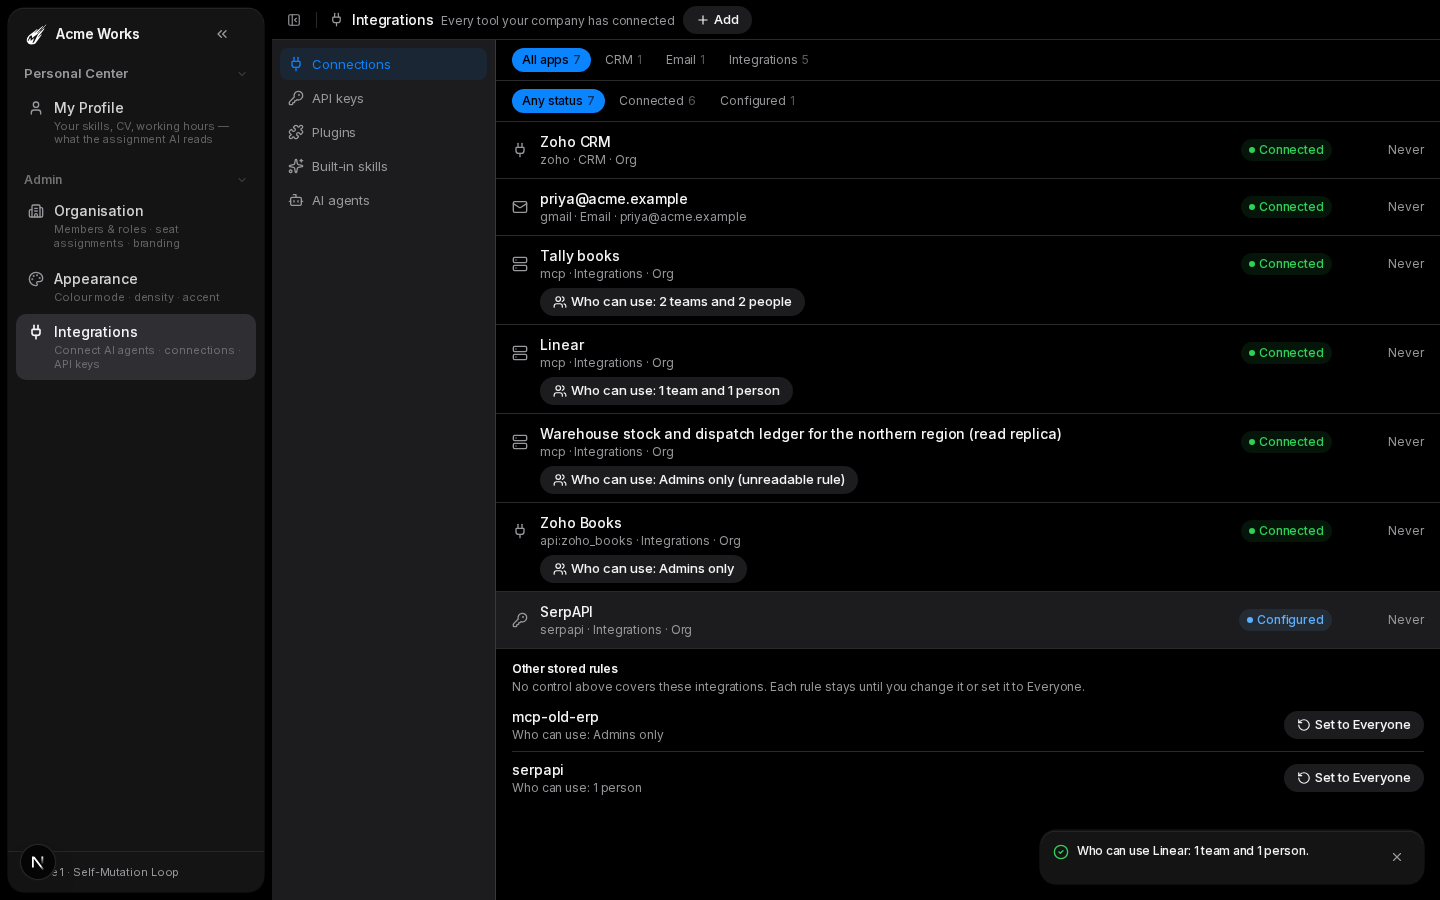 Acme Works
Personal Center
My Profile
Your skills, CV, working hours —
what the assignment AI reads
Admin
Organisation
Members & roles · seat
assignments · branding
Appearance
Colour mode · density · accent
Integrations
Connect AI agents · connections ·
API keys
N
e 1 · Self-Mutation Loop
Integrations Every tool your company has connected + Add
Connections
API keys
Plugins
Built-in skills
AI agents
All apps 7 CRM 1 Email 1 Integrations 5
Any status 7 Connected 6 Configured 1
Zoho CRM
zoho · CRM · Org
Connected Never
priya@acme.example
gmail · Email · priya@acme.example
Connected Never
Tally books
mcp · Integrations · Org
Connected Never
Who can use: 2 teams and 2 people
Linear
mcp · Integrations · Org
Connected Never
Who can use: 1 team and 1 person
Warehouse stock and dispatch ledger for the northern region (read replica)
mcp · Integrations · Org
Connected Never
Who can use: Admins only (unreadable rule)
Zoho Books
api:zoho_books · Integrations · Org
Connected Never
Who can use: Admins only
SerpAPI
serpapi · Integrations · Org
Configured Never
Other stored rules
No control above covers these integrations. Each rule stays until you change it or set it to Everyone.
mcp-old-erp
Who can use: Admins only
Set to Everyone
serpapi
Who can use: 1 person
Set to Everyone
Who can use Linear: 1 team and 1 person.